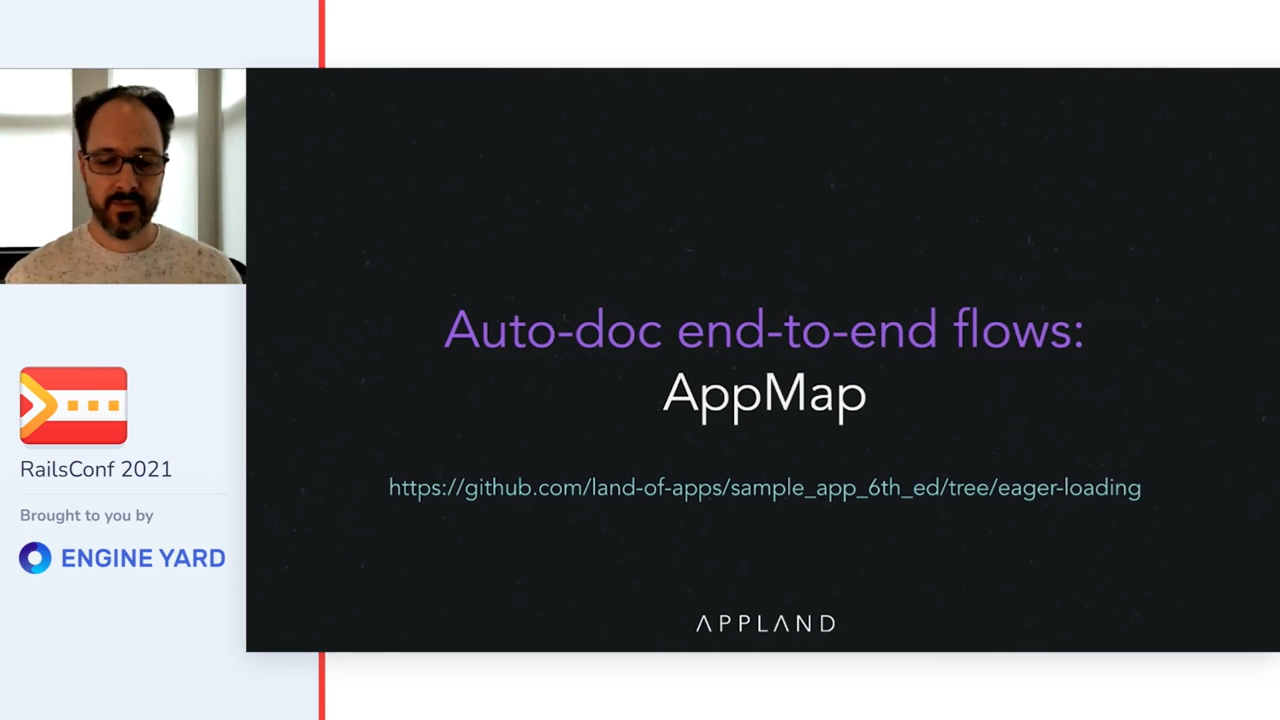 Auto-doc end-to-end flows:
AppMap
https://github.com/land-of-apps/sample_app_6th_ed/tree/eager-loading
APPLAND
RailsConf 2021
Brought to you by
ENGINE YARD